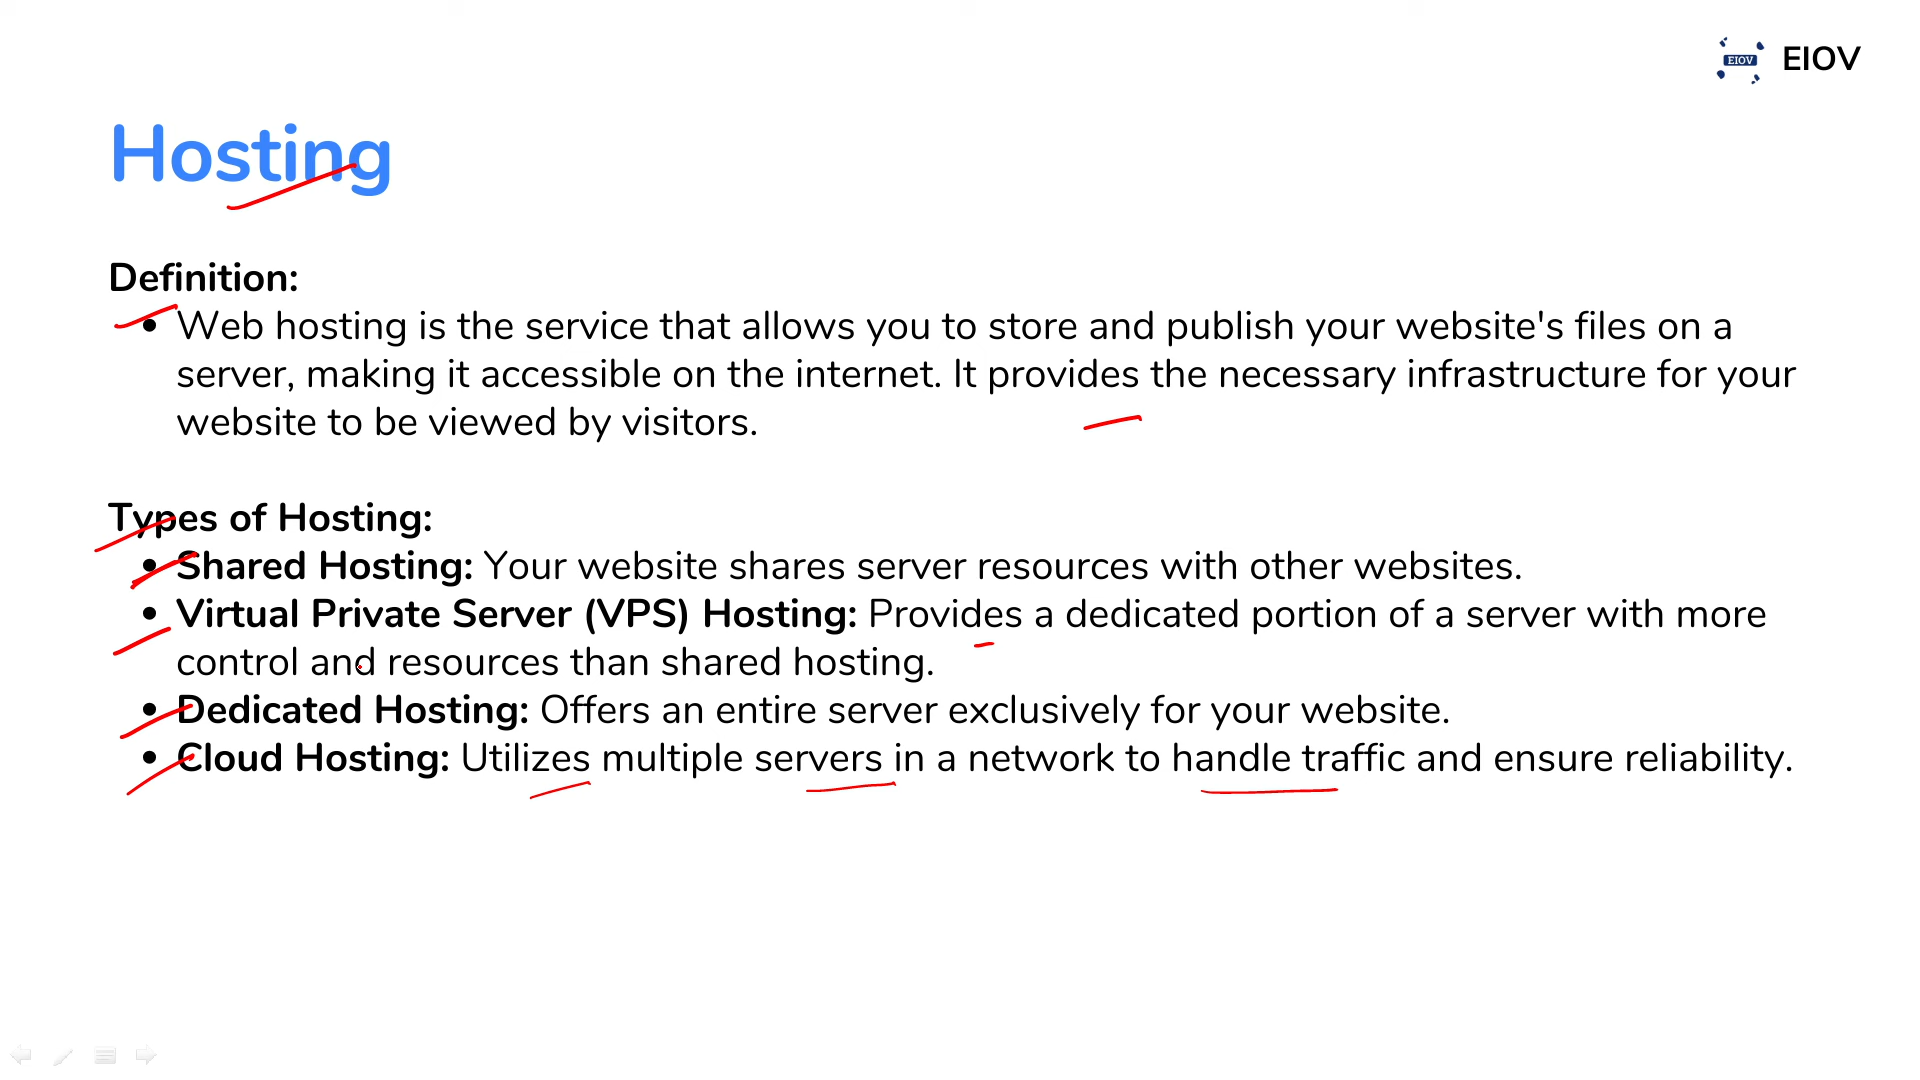 EIOV EIOV
Hosting
Definition:
• Web hosting is the service that allows you to store and publish your website's files on a
server, making it accessible on the internet. It provides the necessary infrastructure for your
website to be viewed by visitors.
Types of Hosting:
• Shared Hosting: Your website shares server resources with other websites.
• Virtual Private Server (VPS) Hosting: Provides a dedicated portion of a server with more
control and resources than shared hosting.
• Dedicated Hosting: Offers an entire server exclusively for your website.
• Cloud Hosting: Utilizes multiple servers in a network to handle traffic and ensure reliability.